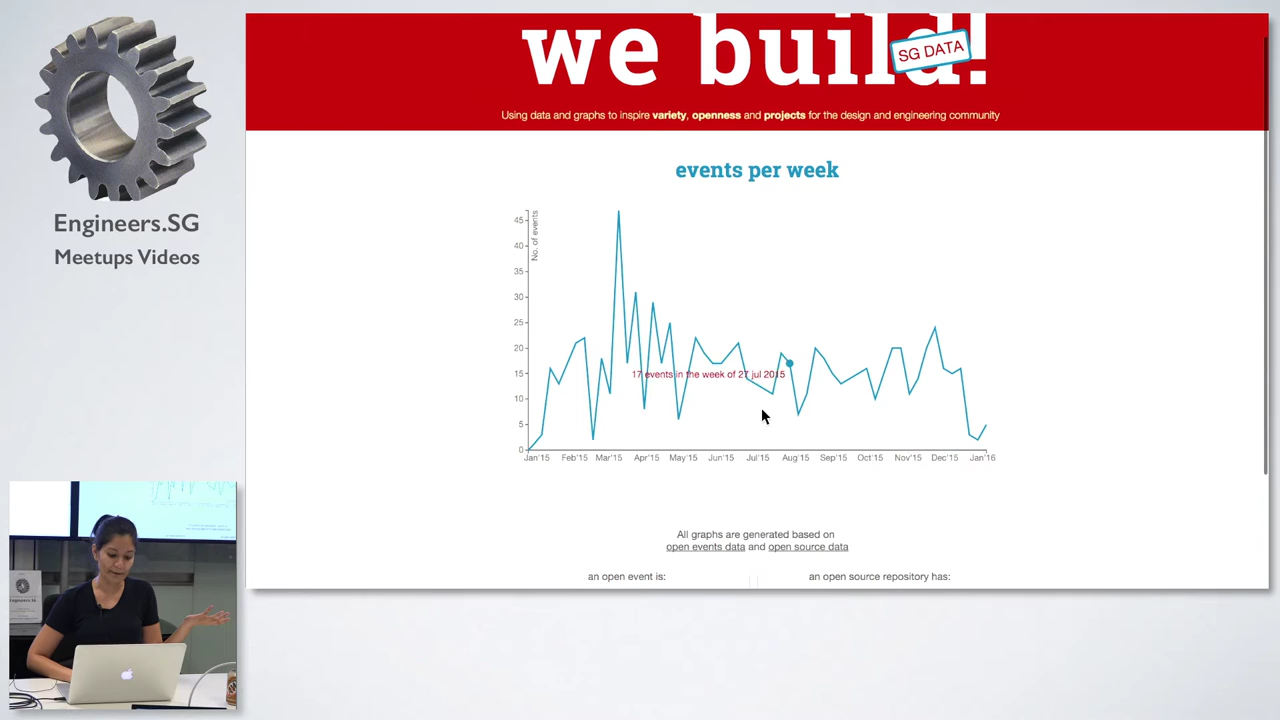 we build!
SG DATA
Using data and graphs to inspire variety, openness and projects for the design and engineering community
Engineers.SG
Meetups Videos
events per week
No. of events
45
40
35
30
25
20
15
10
5
0
17 events in the week of 27 jul 2015
Jan'15 Feb'15 Mar'15 Apr'15 May'15 Jun'15 Jul'15 Aug'15 Sep'15 Oct'15 Nov'15 Dec'15 Jan'16
All graphs are generated based on
open events data and open source data
an open event is:
an open source repository has:
Engineers.SG